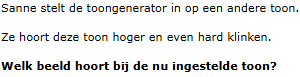 Sanne stelt de toongenerator in op een andere toon.
Ze hoort deze toon hoger en even hard klinken.
Welk beeld hoort bij de nu ingestelde toon?